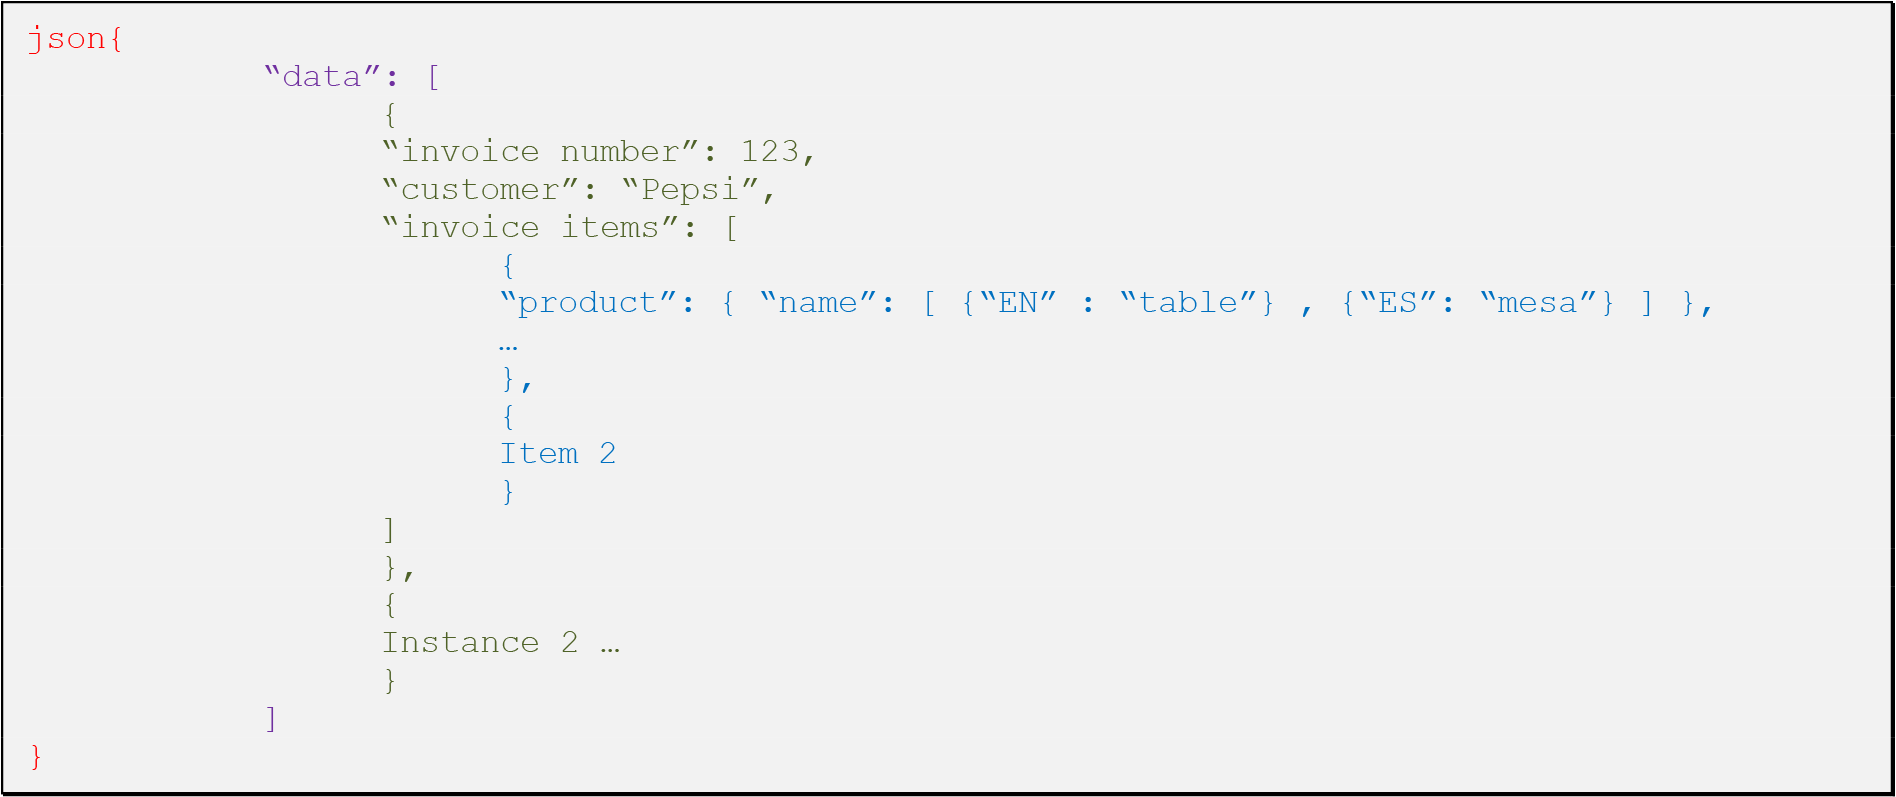 json{
“data”: [
{
“invoice number”: 123,
“customer”: “Pepsi”,
“invoice items”: [
{
“product”: { “name”: [ {“EN” : “table”} , {“ES”: “mesa”} ] },
…
},
{
Item 2
}
]
},
{
Instance 2 …
}
]
}